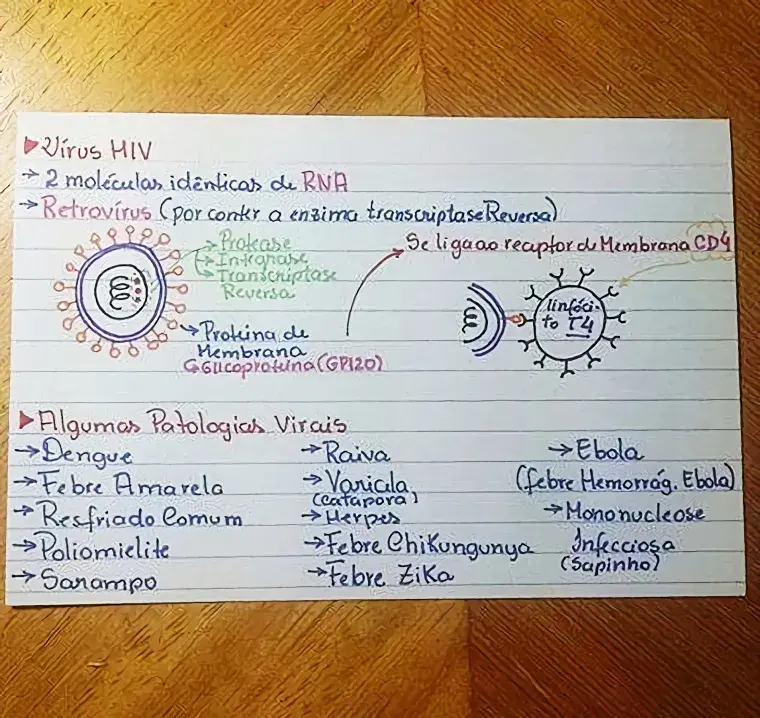 Vírus HIV
→ 2 moléculas idênticas de RNA
→ Retrovírus (por conter a enzima transcriptase Reversa)
→ Protease
→ Integrase
→ Transcriptase
Reversa
→ Proteína de
Membrana
↳ Glicoproteína (GP120)
Se liga ao receptor de Membrana CD4
linfóci-
to T4
Algumas Patologias Virais
→ Dengue
→ Febre Amarela
→ Resfriado Comum
→ Poliomielite
→ Sarampo
→ Raiva
→ Varicela
(catapora)
→ Herpes
→ Febre Chikungunya
→ Febre Zika
→ Ebola
(febre Hemorrág. Ebola)
→ Mononucleose
Infecciosa
(Sapinho)